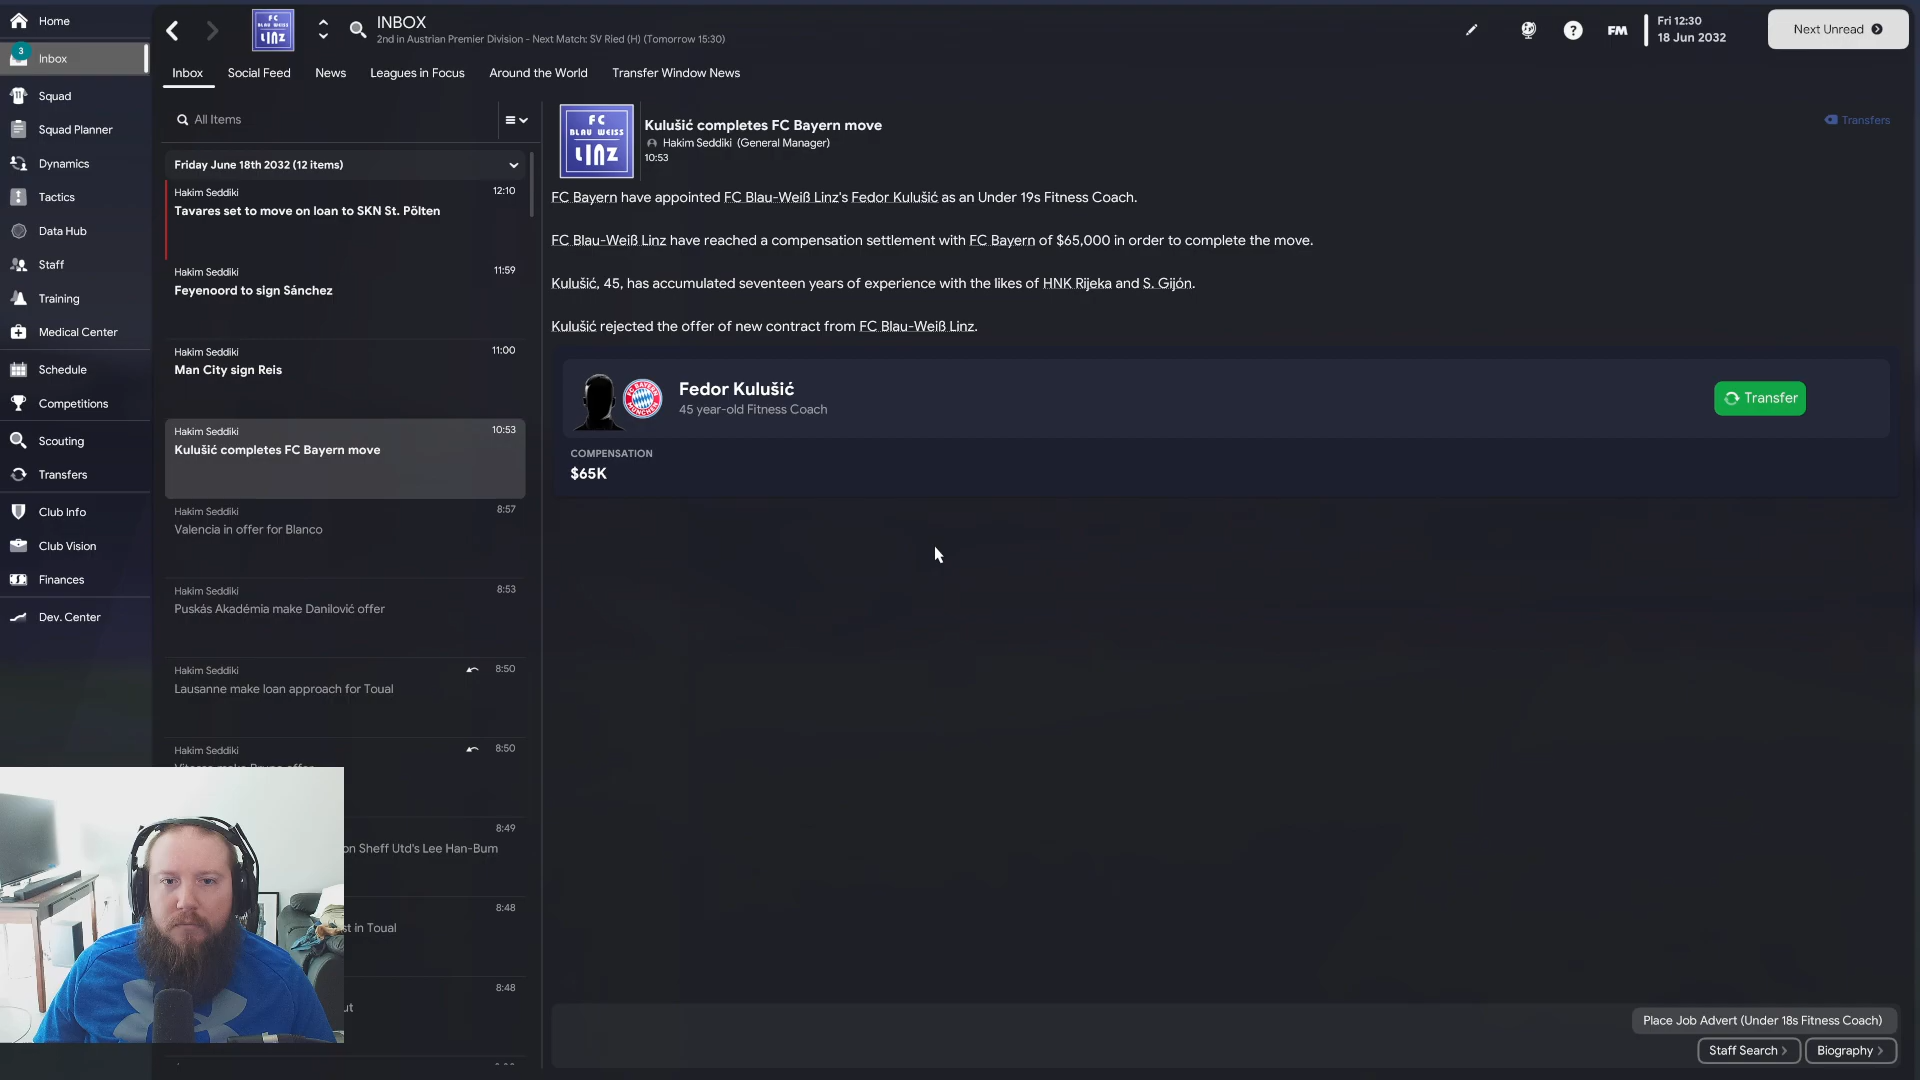 Home
3
Inbox
Squad
Squad Planner
Dynamics
Tactics
Data Hub
Staff
Training
Medical Center
Schedule
Competitions
Scouting
Transfers
Club Info
Club Vision
Finances
Dev. Center
FC
BLAU WEISS
LINZ
INBOX
2nd in Austrian Premier Division - Next Match: SV Ried (H) (Tomorrow 15:30)
FM
Fri 12:30
18 Jun 2032
Next Unread
Inbox
Social Feed
News
Leagues in Focus
Around the World
Transfer Window News
All Items
Friday June 18th 2032 (12 items)
Hakim Seddiki 12:10
Tavares set to move on loan to SKN St. Pölten
Hakim Seddiki 11:59
Feyenoord to sign Sánchez
Hakim Seddiki 11:00
Man City sign Reis
Hakim Seddiki 10:53
Kulušić completes FC Bayern move
Hakim Seddiki 8:57
Valencia in offer for Blanco
Hakim Seddiki 8:53
Puskás Akadémia make Danilović offer
Hakim Seddiki 8:50
Lausanne make loan approach for Toual
Hakim Seddiki 8:50
8:49
on Sheff Utd's Lee Han-Bum
8:48
st in Toual
8:48
ut
FC
BLAU WEISS
LINZ
Kulušić completes FC Bayern move
Hakim Seddiki (General Manager)
10:53
Transfers
FC Bayern have appointed FC Blau-Weiß Linz's Fedor Kulušić as an Under 19s Fitness Coach.
FC Blau-Weiß Linz have reached a compensation settlement with FC Bayern of $65,000 in order to complete the move.
Kulušić, 45, has accumulated seventeen years of experience with the likes of HNK Rijeka and S. Gijón.
Kulušić rejected the offer of new contract from FC Blau-Weiß Linz.
Fedor Kulušić
45 year-old Fitness Coach
Transfer
COMPENSATION
$65K
Place Job Advert (Under 18s Fitness Coach)
Staff Search
Biography